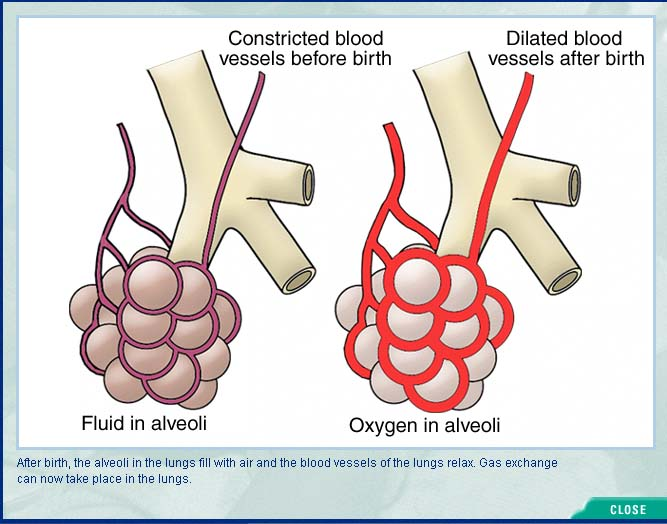 Constricted blood
vessels before birth
Dilated blood
vessels after birth
Fluid in alveoli
Oxygen in alveoli
After birth, the alveoli in the lungs fill with air and the blood vessels of the lungs relax. Gas exchange
can now take place in the lungs.
CLOSE